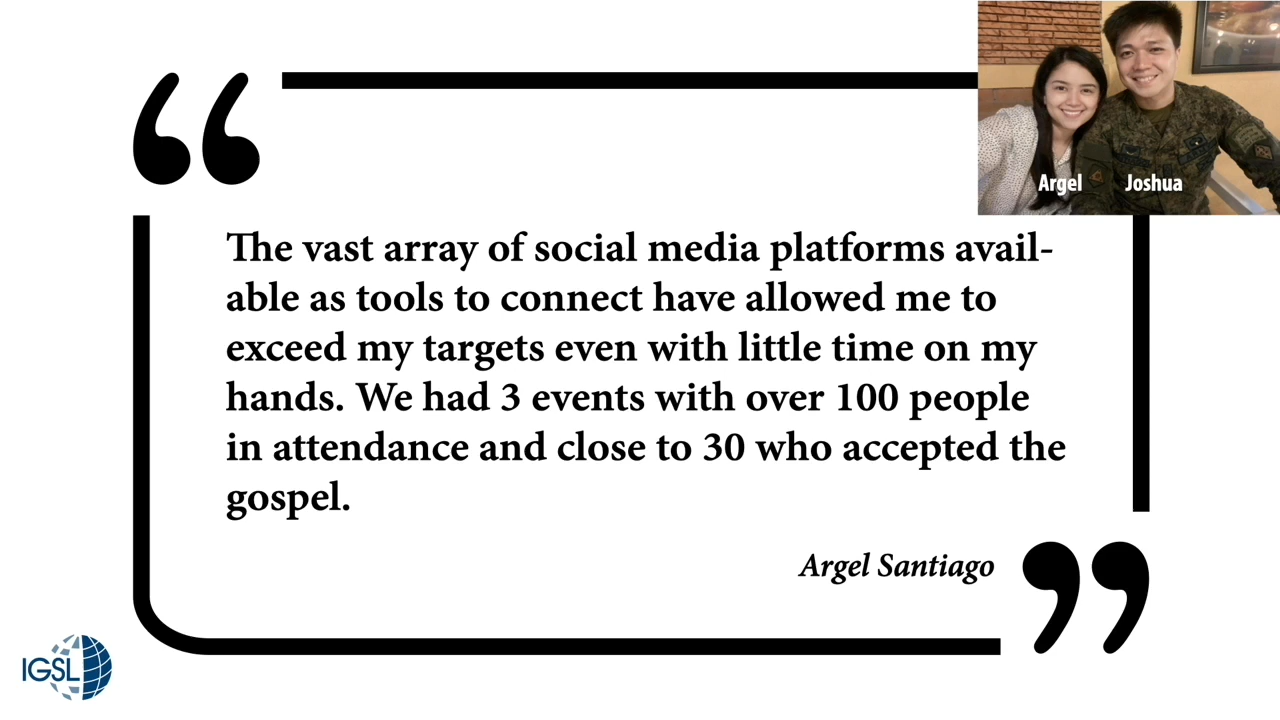 Argel Joshua
The vast array of social media platforms avail-
able as tools to connect have allowed me to
exceed my targets even with little time on my
hands. We had 3 events with over 100 people
in attendance and close to 30 who accepted the
gospel.
Argel Santiago
IGSL